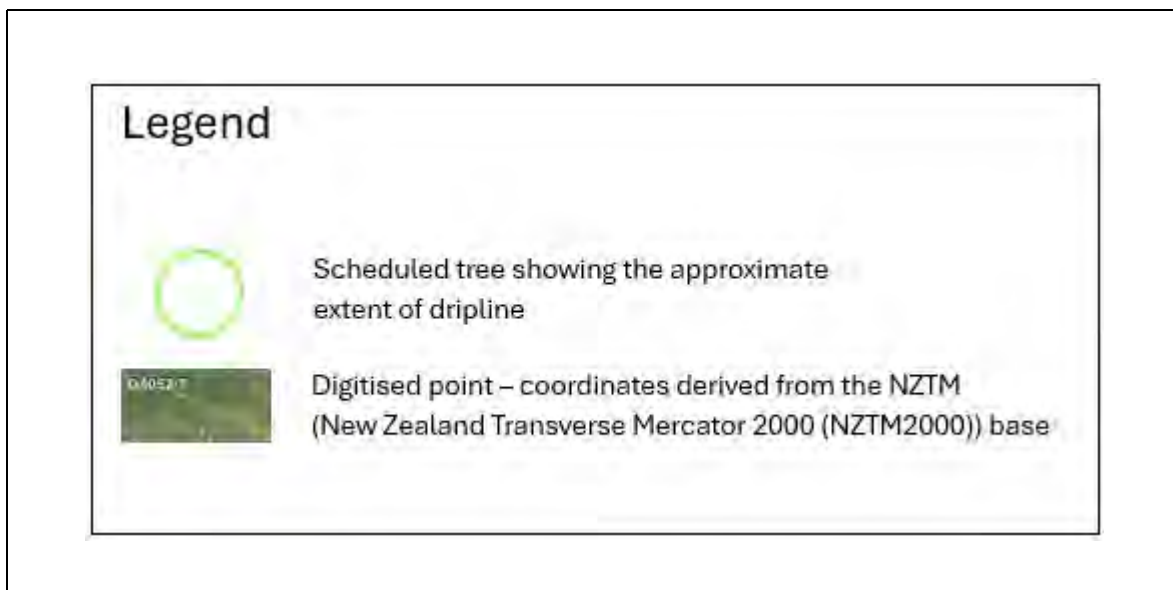 Legend
Scheduled tree showing the approximate
extent of dripline
Digitised point – coordinates derived from the NZTM
(New Zealand Transverse Mercator 2000 (NZTM2000)) base